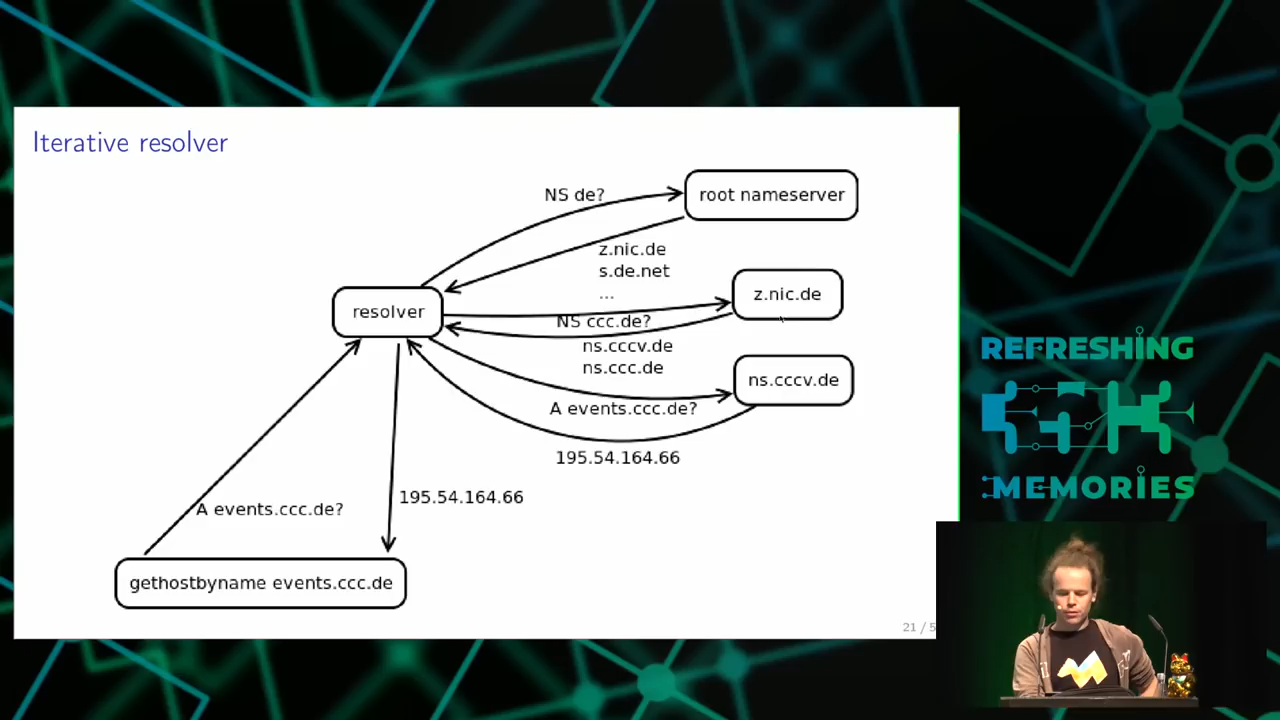 Iterative resolver
NS de?
root nameserver
z.nic.de
s.de.net
...
z.nic.de
resolver
NS ccc.de?
ns.cccv.de
ns.ccc.de
ns.cccv.de
A events.ccc.de?
195.54.164.66
195.54.164.66
A events.ccc.de?
gethostbyname events.ccc.de
21 / 5
REFRESHING
MEMORIES